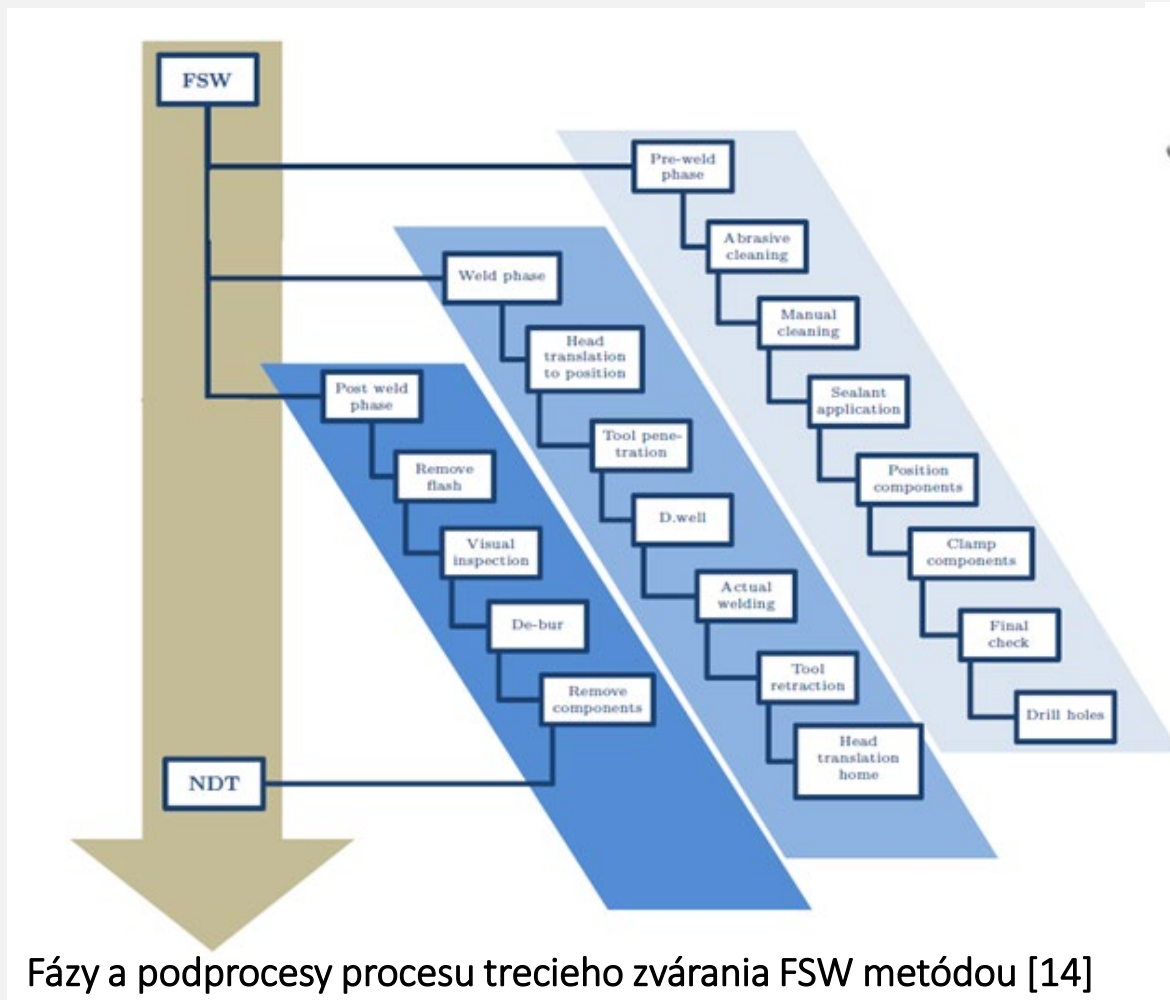 FSW
Pre-weld
phase
Abrasive
cleaning
Manual
cleaning
Sealant
application
Position
components
Clamp
components
Final
check
Drill holes
Weld phase
Head
translation
to position
Tool pene-
tration
D.well
Actual
welding
Tool
retraction
Head
translation
home
Post weld
phase
Remove
flash
Visual
inspection
De-bur
Remove
components
NDT
Fázy a podprocesy procesu trecieho zvárania FSW metódou [14]